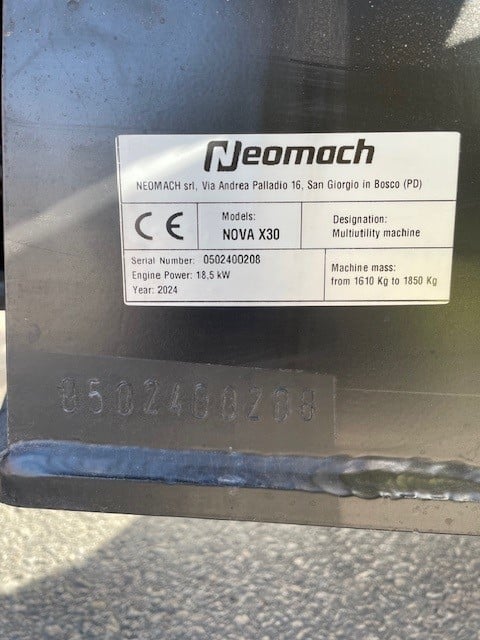 Neomach
NEOMACH srl, Via Andrea Palladio 16, San Giorgio in Bosco (PD)
CE
Models:
NOVA X30
Designation:
Multiutility machine
Serial Number: 0502400208
Engine Power: 18.5 kW
Year: 2024
Machine mass:
from 1610 Kg to 1850 Kg
0502400208